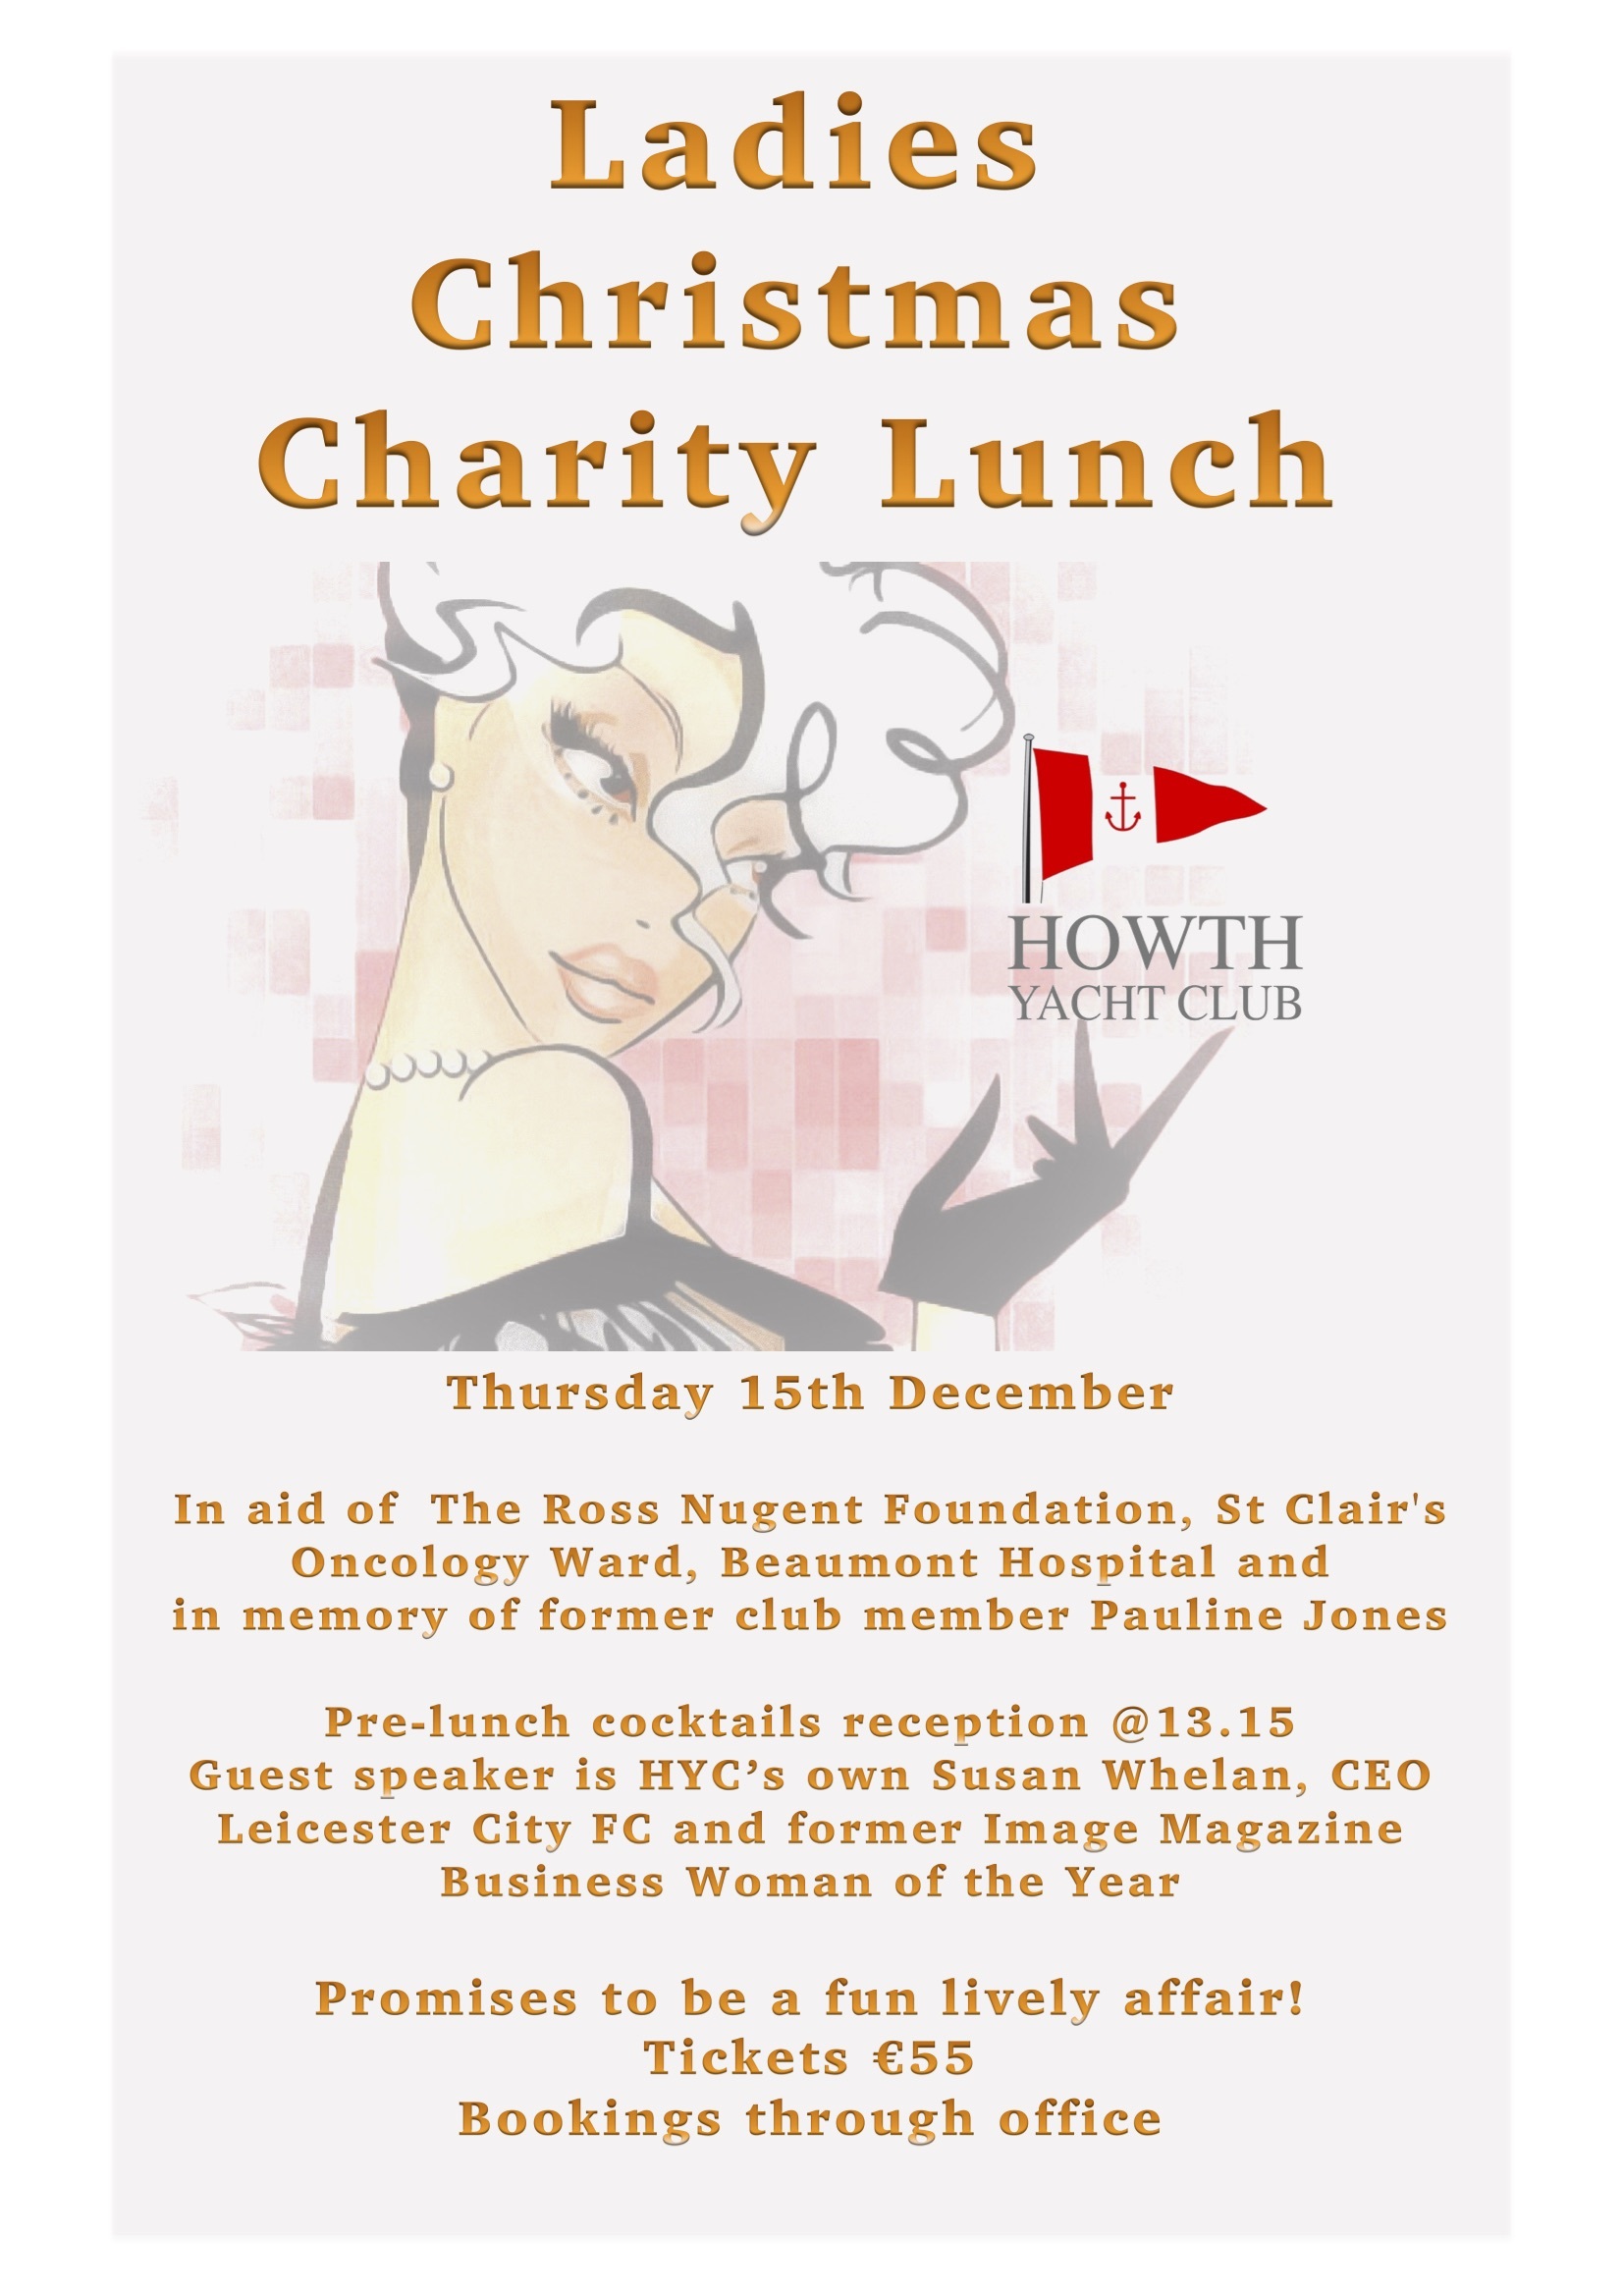 Ladies
Christmas
Charity Lunch
HOWTH
YACHT CLUB
Thursday 15th December
In aid of The Ross Nugent Foundation, St Clair's
Oncology Ward, Beaumont Hospital and
in memory of former club member Pauline Jones
Pre-lunch cocktails reception @13.15
Guest speaker is HYC’s own Susan Whelan, CEO
Leicester City FC and former Image Magazine
Business Woman of the Year
Promises to be a fun lively affair!
Tickets €55
Bookings through office